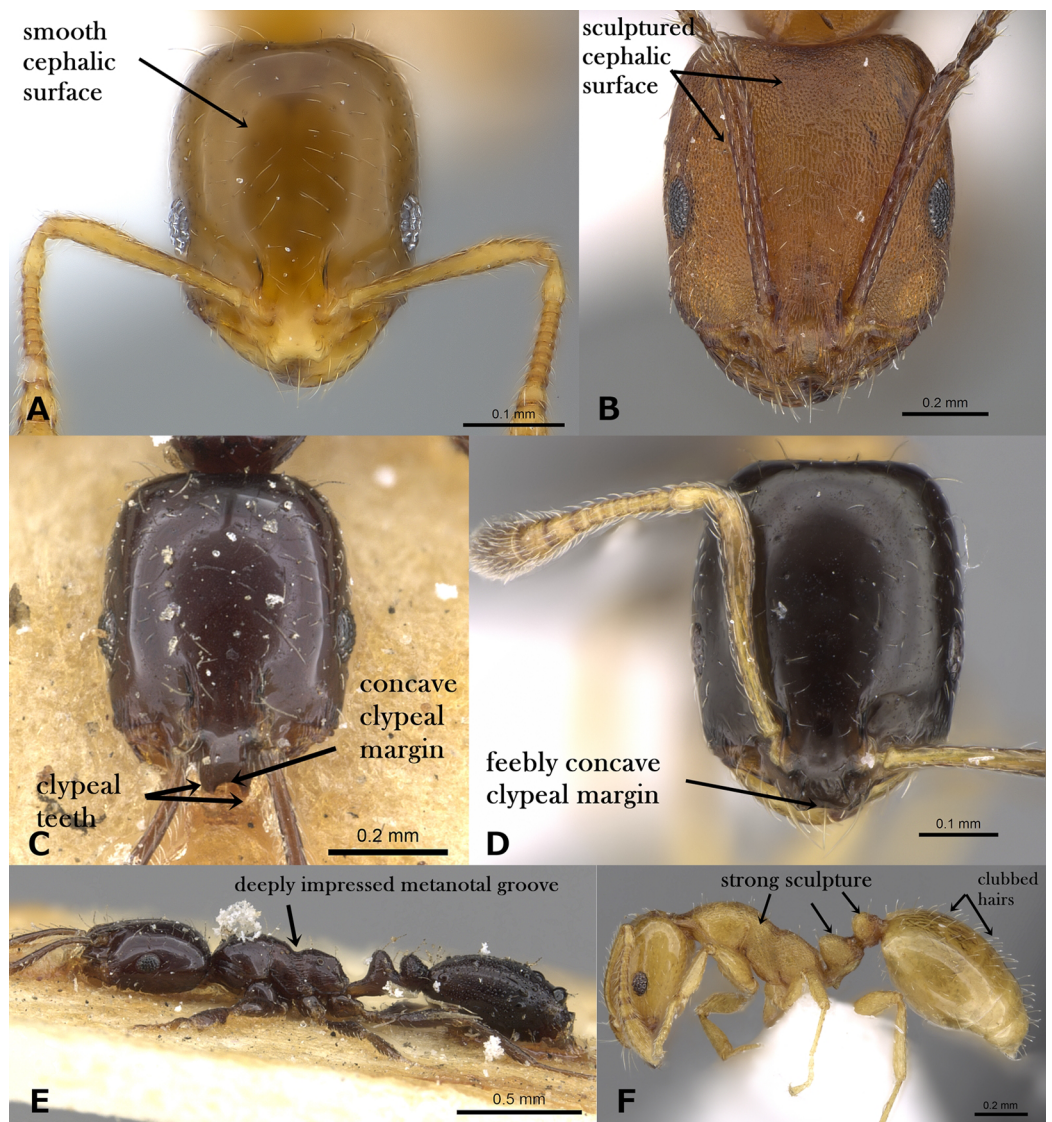 smooth
cephalic
surface
A
0.1 mm
sculptured
cephalic
surface
B
0.2 mm
concave
clypeal
margin
clypeal
teeth
C
0.2 mm
feebly concave
clypeal margin
D
0.1 mm
deeply impressed metanotal groove
E
0.5 mm
strong sculpture
clubbed
hairs
F
0.2 mm